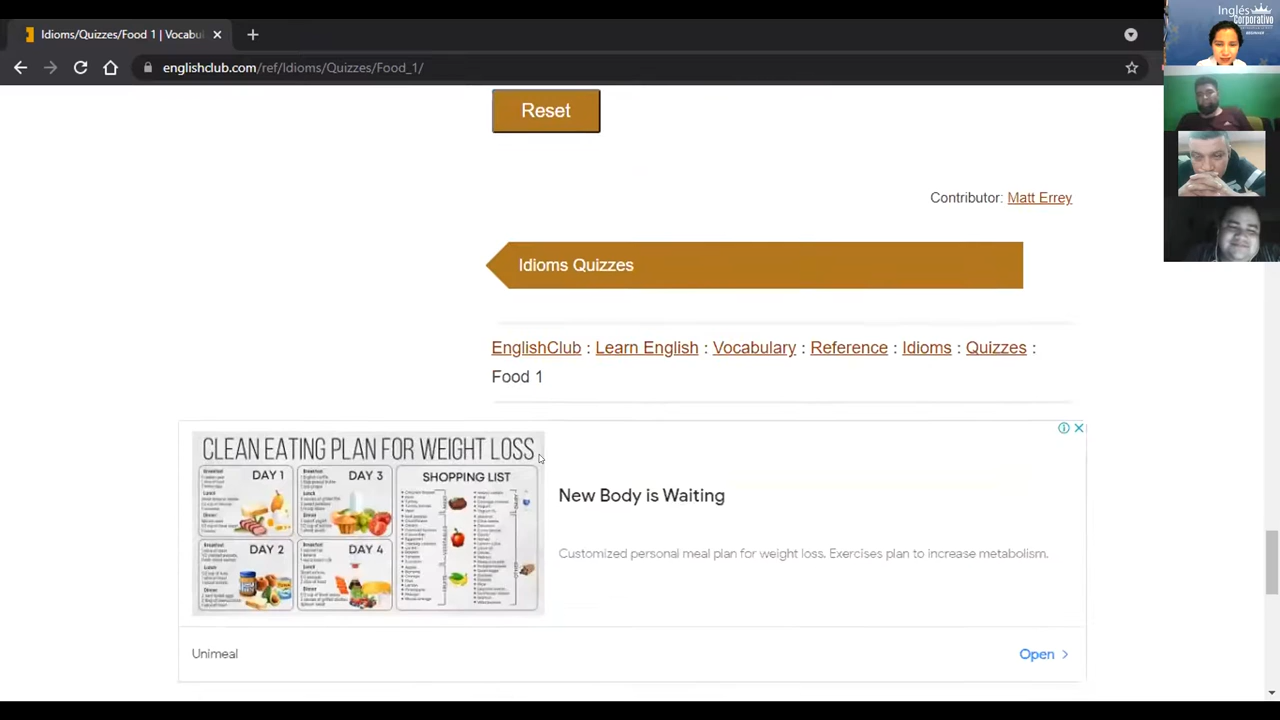 Idioms/Quizzes/Food 1 | Vocabu
englishclub.com/ref/Idioms/Quizzes/Food_1/
Inglés
Corporativo
BEGINNER
Reset
Contributor: Matt Errey
Idioms Quizzes
EnglishClub : Learn English : Vocabulary : Reference : Idioms : Quizzes :
Food 1
CLEAN EATING PLAN FOR WEIGHT LOSS
DAY 1
DAY 3
SHOPPING LIST
DAY 2
DAY 4
New Body is Waiting
Customized personal meal plan for weight loss. Exercises plan to increase metabolism.
Unimeal
Open